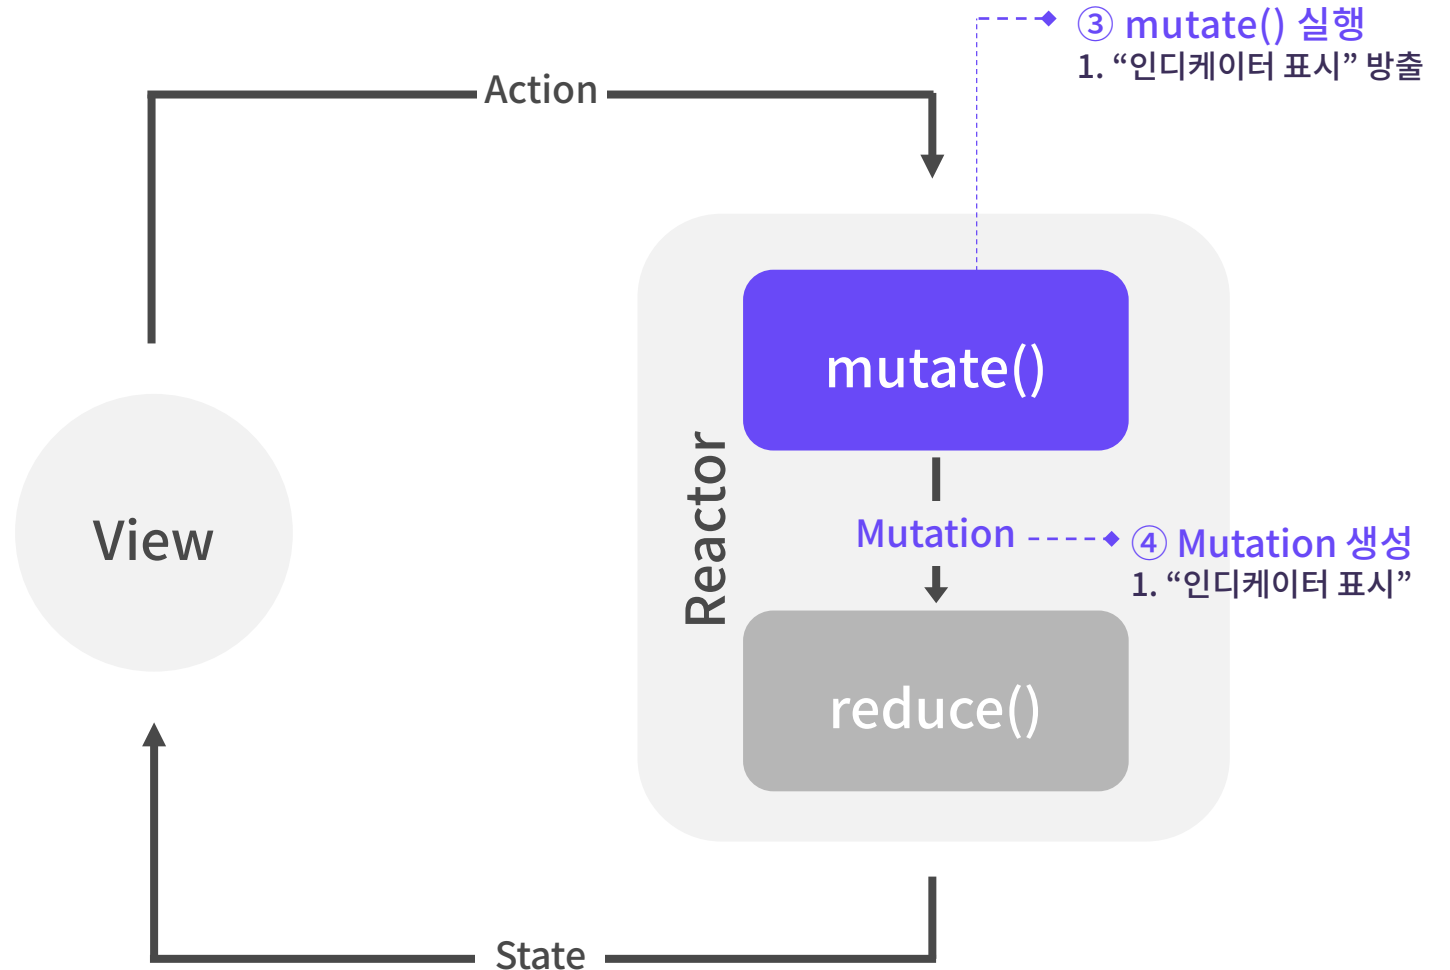 ③ mutate() 실행
1. “인디케이터 표시” 방출
Action
mutate()
Reactor
View
Mutation
④ Mutation 생성
1. “인디케이터 표시”
reduce()
State